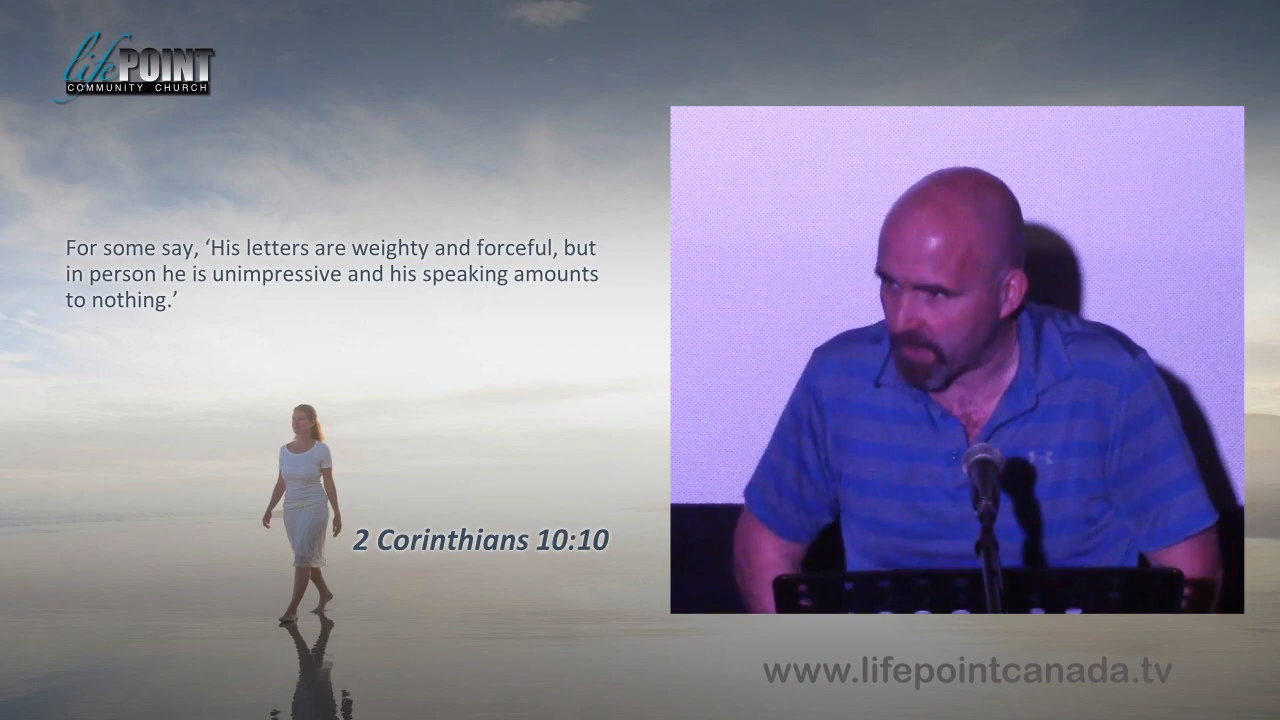 life POINT
COMMUNITY CHURCH
For some say, ‘His letters are weighty and forceful, but
in person he is unimpressive and his speaking amounts
to nothing.’
2 Corinthians 10:10
www.lifepointcanada.tv